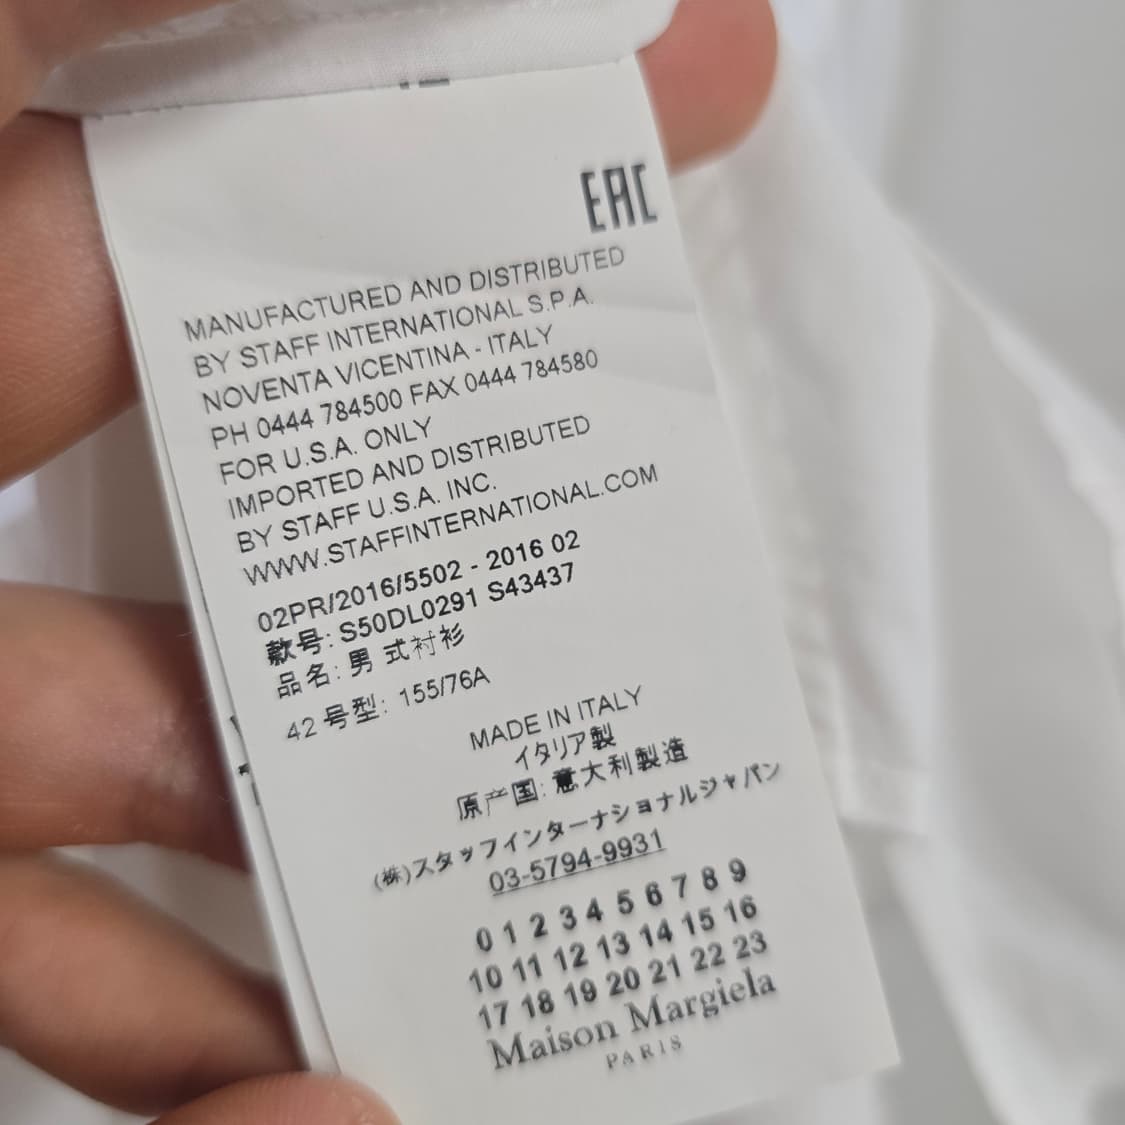 EAC
MANUFACTURED AND DISTRIBUTED
BY STAFF INTERNATIONAL S.P.A.
NOVENTA VICENTINA - ITALY
PH 0444 784500 FAX 0444 784580
FOR U.S.A. ONLY
IMPORTED AND DISTRIBUTED
BY STAFF U.S.A. INC.
WWW.STAFFINTERNATIONAL.COM
02PR/2016/5502 - 2016 02
款号: S50DL0291 S43437
品名: 男 式衬衫
42 号型: 155/76A
MADE IN ITALY
イタリア製
原产国: 意大利製造
(株)スタッフインターナショナルジャパン
03-5794-9931
0 1 2 3 4 5 6 7 8 9
10 11 12 13 14 15 16
17 18 19 20 21 22 23
Maison Margiela
PARIS